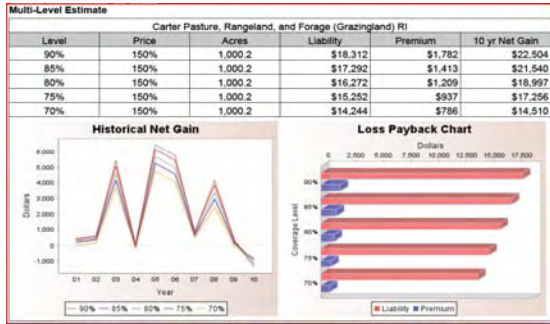 Multi-Level Estimate
Carter Pasture, Rangeland, and Forage (Grazingland) RI
Level Price Acres Liability Premium 10 yr Net Gain
90% 150% 1,000.2 $18,312 $1,782 $22,504
85% 150% 1,000.2 $17,292 $1,413 $21,540
80% 150% 1,000.2 $16,272 $1,209 $18,997
75% 150% 1,000.2 $15,252 $937 $17,256
70% 150% 1,000.2 $14,244 $786 $14,510
Historical Net Gain
Dollars
6,000
5,000
4,000
3,000
2,000
1,000
0
-1,000
01 02 03 04 05 06 07 08 09 10
Year
90% 85% 80% 75% 70%
Loss Payback Chart
Dollars
0 2,500 5,000 7,500 10,000 12,500 15,000 17,500
Coverage Level
90%
85%
80%
75%
70%
Liability Premium